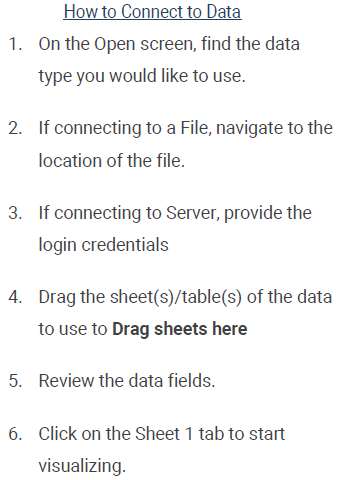 How to Connect to Data
1. On the Open screen, find the data
type you would like to use.
2. If connecting to a File, navigate to the
location of the file.
3. If connecting to Server, provide the
login credentials
4. Drag the sheet(s)/table(s) of the data
to use to Drag sheets here
5. Review the data fields.
6. Click on the Sheet 1 tab to start
visualizing.